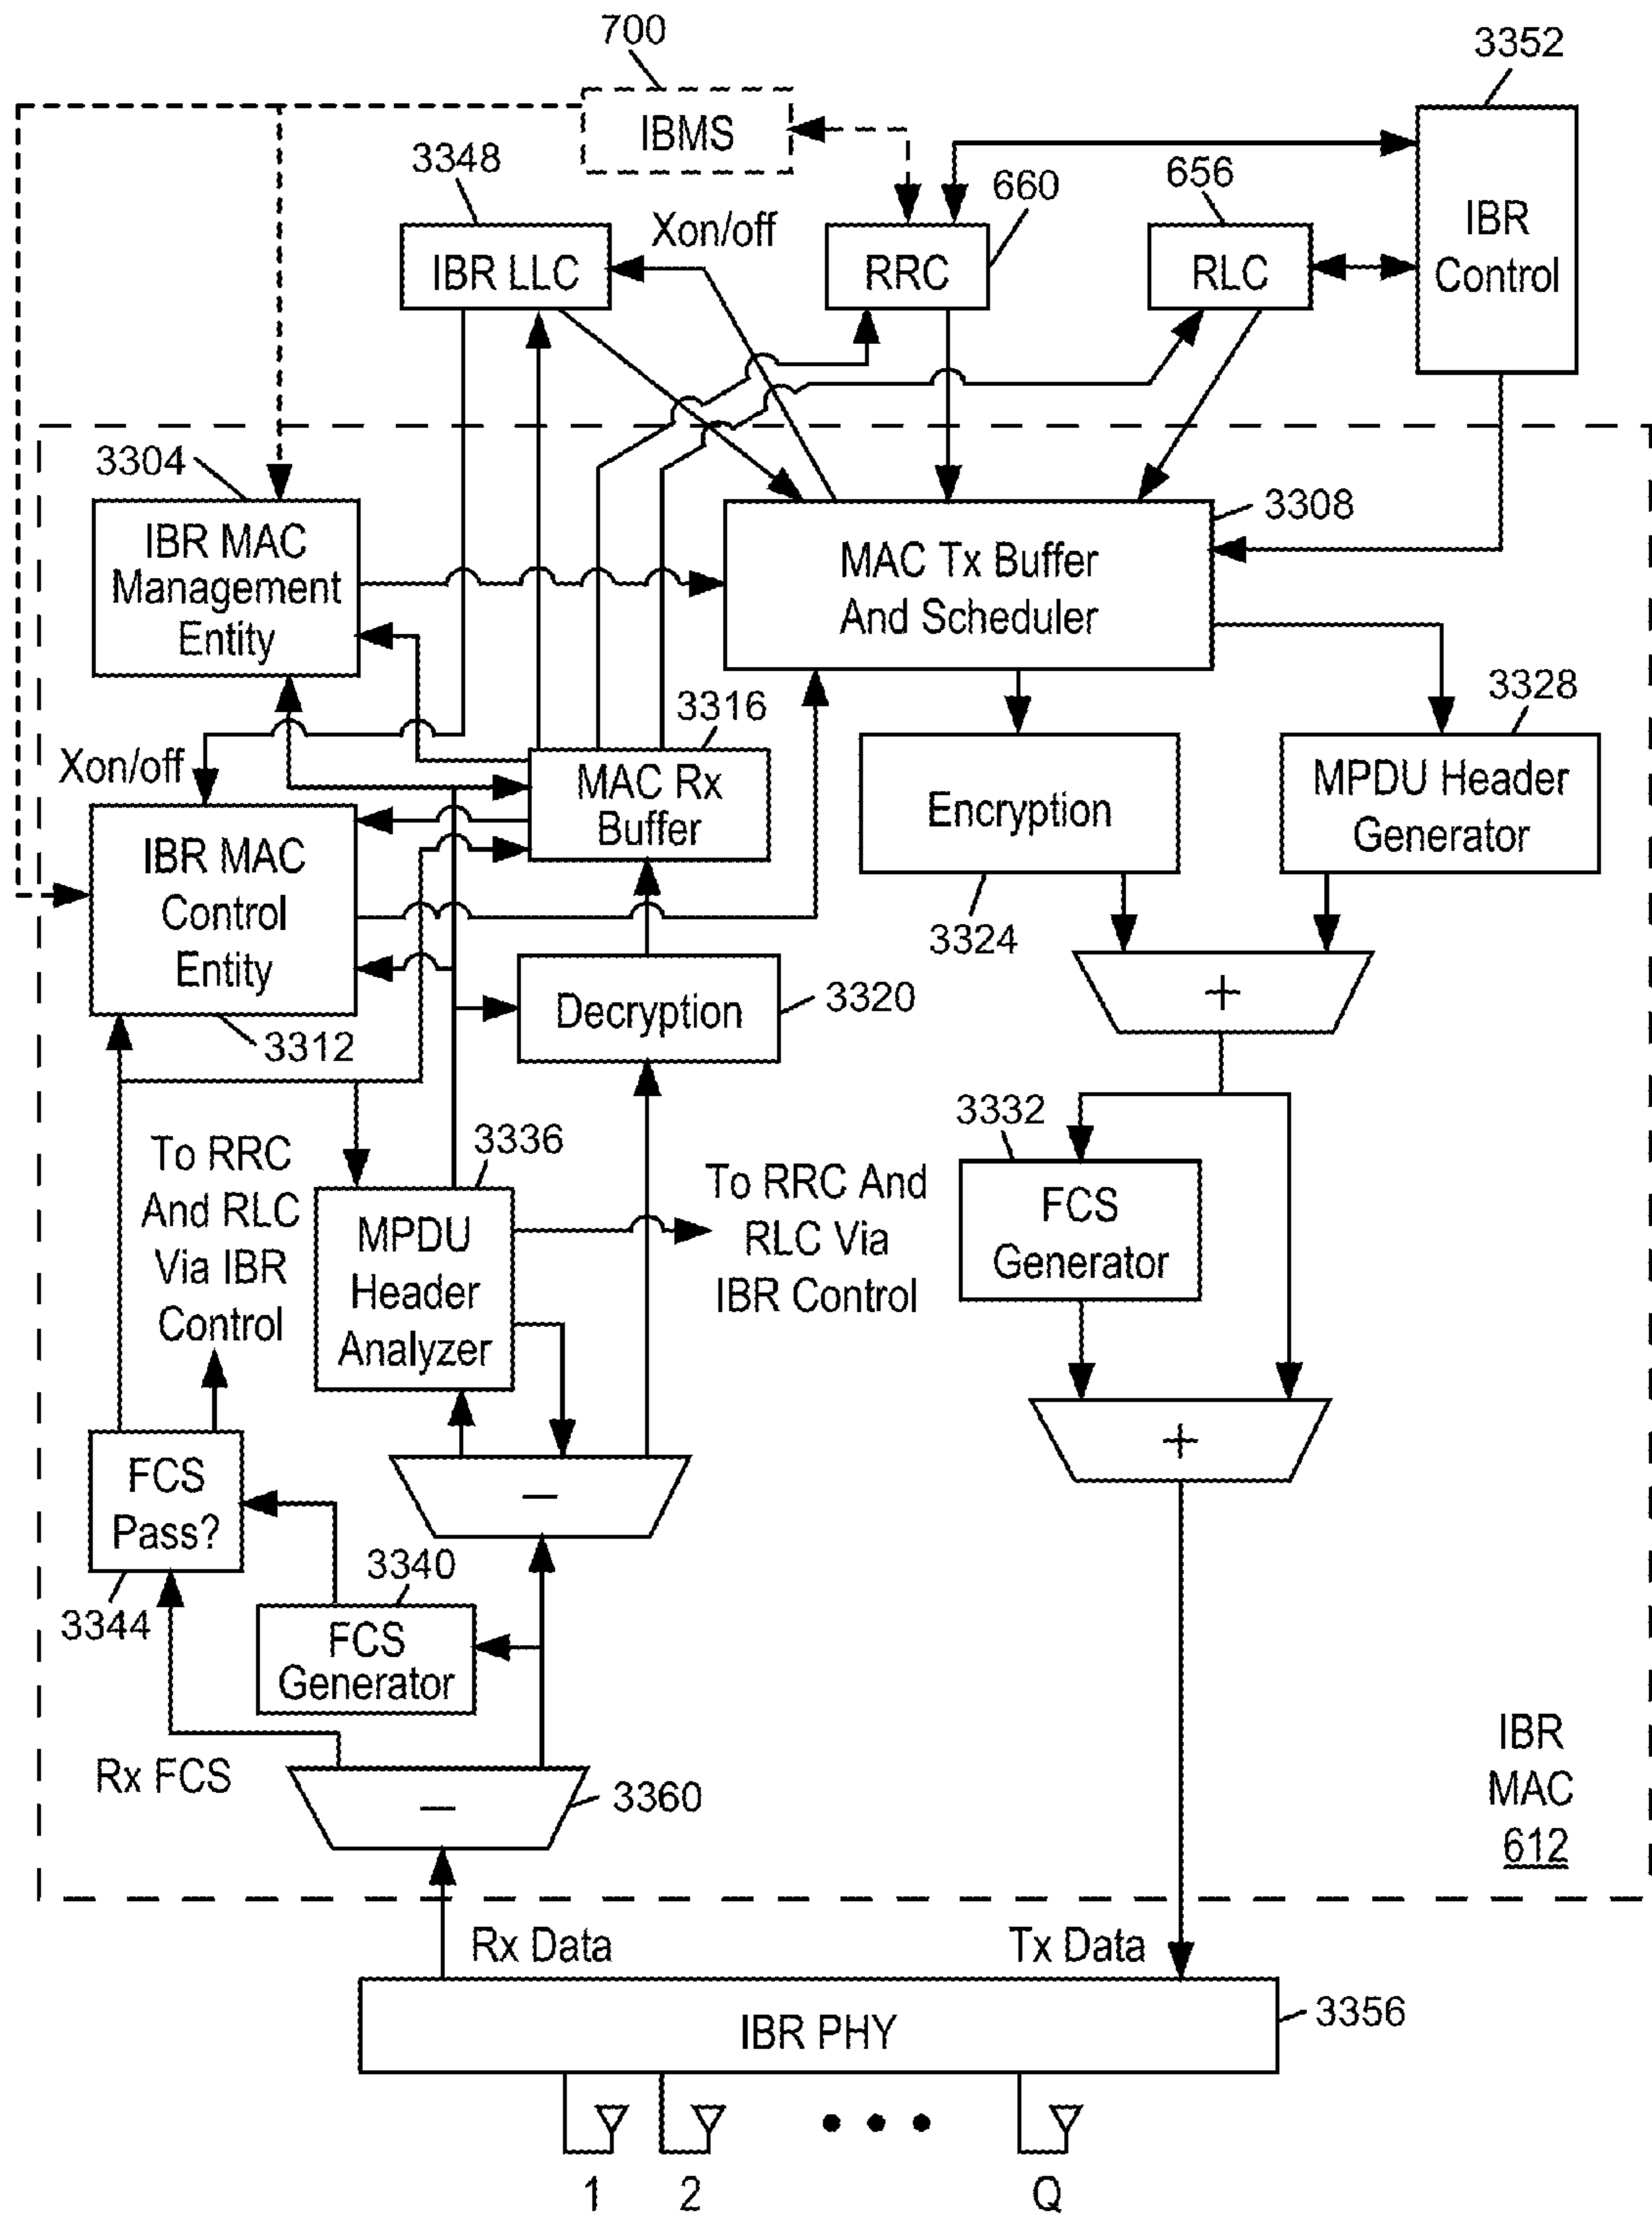 700
3352
IBMS
3348
660
656
Xon/off
IBR LLC
RRC
RLC
IBR
Control
3304
3308
IBR MAC
Management
Entity
MAC Tx Buffer
And Scheduler
3316
3328
Xon/off
MAC Rx
Buffer
Encryption
MPDU Header
Generator
IBR MAC
Control
Entity
3324
+
Decryption
3320
3312
3332
3336
To RRC
And RLC
Via IBR
Control
MPDU
Header
Analyzer
To RRC And
RLC Via
IBR Control
FCS
Generator
+
FCS
Pass?
−
3340
3344
FCS
Generator
Rx FCS
−
3360
IBR
MAC
612
Rx Data
Tx Data
IBR PHY
3356
1
2
Q